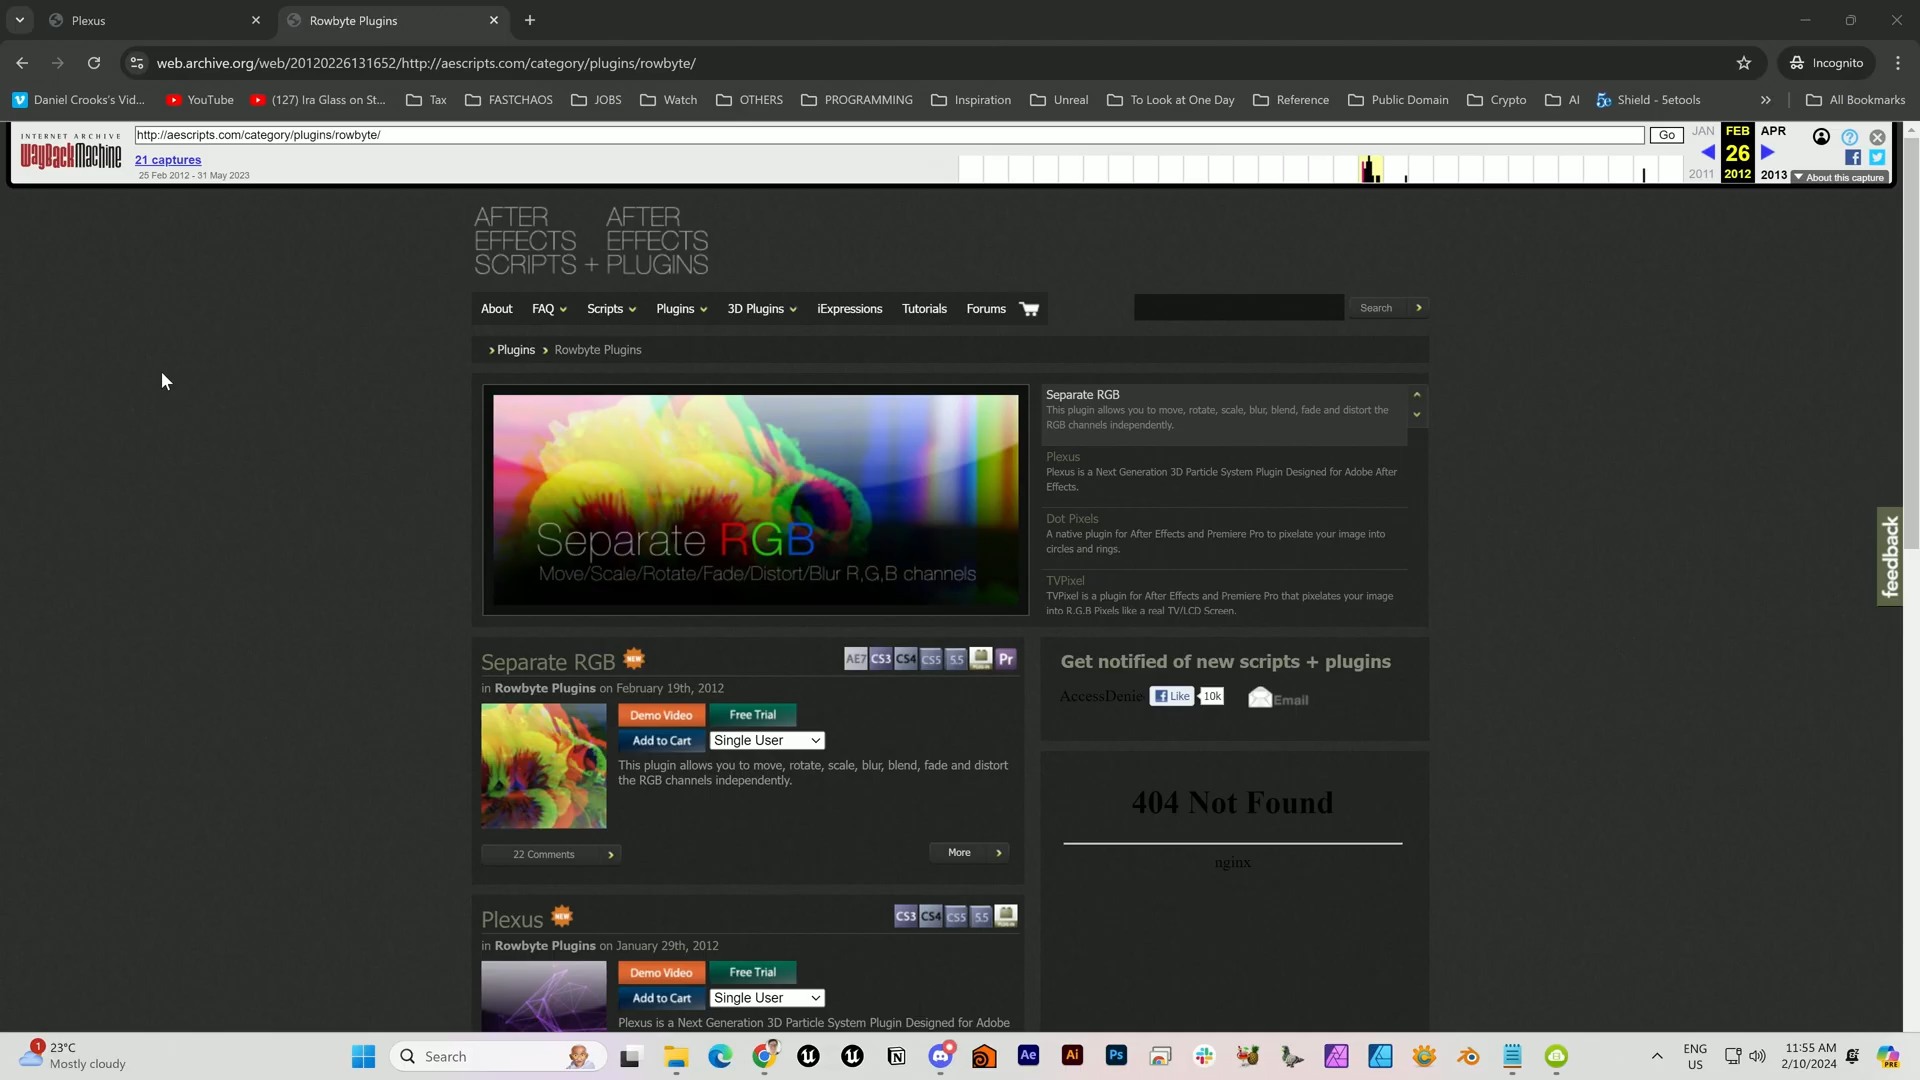 Plexus
Rowbyte Plugins
web.archive.org/web/20120226131652/http://aescripts.com/category/plugins/rowbyte/
Incognito
Daniel Crooks's Vid...
YouTube
(127) Ira Glass on St...
Tax
FASTCHAOS
JOBS
Watch
OTHERS
PROGRAMMING
Inspiration
Unreal
To Look at One Day
Reference
Public Domain
Crypto
AI
Shield - 5etools
All Bookmarks
INTERNET ARCHIVE
WayBackMachine
http://aescripts.com/category/plugins/rowbyte/
Go
JAN FEB APR
21 captures
26
25 Feb 2012 - 31 May 2023
2011 2012 2013
About this capture
AFTER AFTER
EFFECTS EFFECTS
SCRIPTS + PLUGINS
About FAQ Scripts Plugins 3D Plugins iExpressions Tutorials Forums
Search
Plugins Rowbyte Plugins
Separate RGB
Move/Scale/Rotate/Fade/Distort/Blur R,G,B channels
Separate RGB
This plugin allows you to move, rotate, scale, blur, blend, fade and distort the
RGB channels independently.
Plexus
Plexus is a Next Generation 3D Particle System Plugin Designed for Adobe After
Effects.
Dot Pixels
A native plugin for After Effects and Premiere Pro to pixelate your image into
circles and rings.
TVPixel
TVPixel is a plugin for After Effects and Premiere Pro that pixelates your image
into R.G.B Pixels like a real TV/LCD Screen.
feedback
Separate RGB NEW
AE7 CS3 CS4 CS5 5.5 Pr
in Rowbyte Plugins on February 19th, 2012
Demo Video Free Trial
Add to Cart Single User
This plugin allows you to move, rotate, scale, blur, blend, fade and distort
the RGB channels independently.
22 Comments
More
Get notified of new scripts + plugins
AccessDenie Like 10k Email
404 Not Found
nginx
Plexus NEW
CS3 CS4 CS5 5.5
in Rowbyte Plugins on January 29th, 2012
Demo Video Free Trial
Add to Cart Single User
Plexus is a Next Generation 3D Particle System Plugin Designed for Adobe
1
23°C
Mostly cloudy
Search
Ae
Ai
Ps
ENG
US
11:55 AM
2/10/2024
PRE